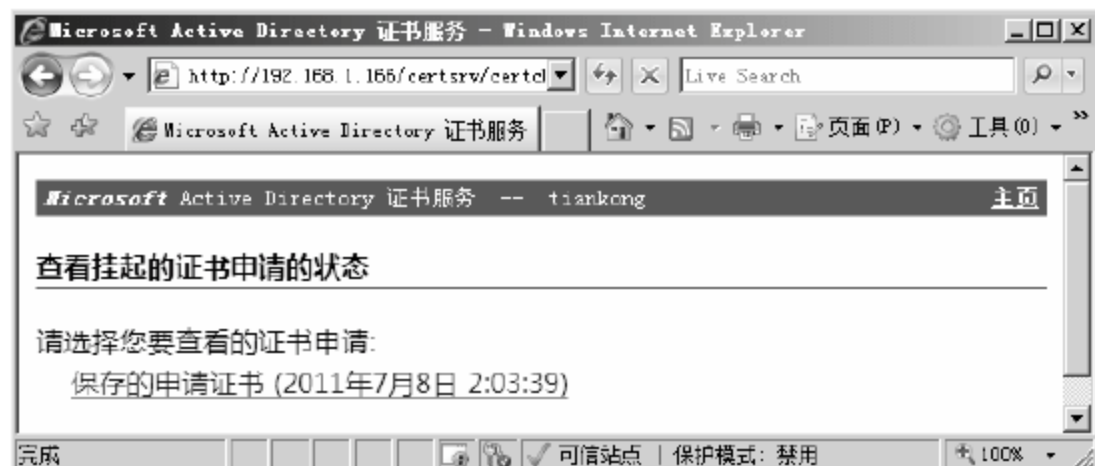 Microsoft Active Directory 证书服务 - Windows Internet Explorer
http://192.168.1.166/certsrv/certcl
Live Search
Microsoft Active Directory 证书服务
页面(P)
工具(O)
»
Microsoft Active Directory 证书服务 -- tiankong
主页
查看挂起的证书申请的状态
请选择您要查看的证书申请:
保存的申请证书 (2011年7月8日 2:03:39)
完成
可信站点 | 保护模式: 禁用
100%